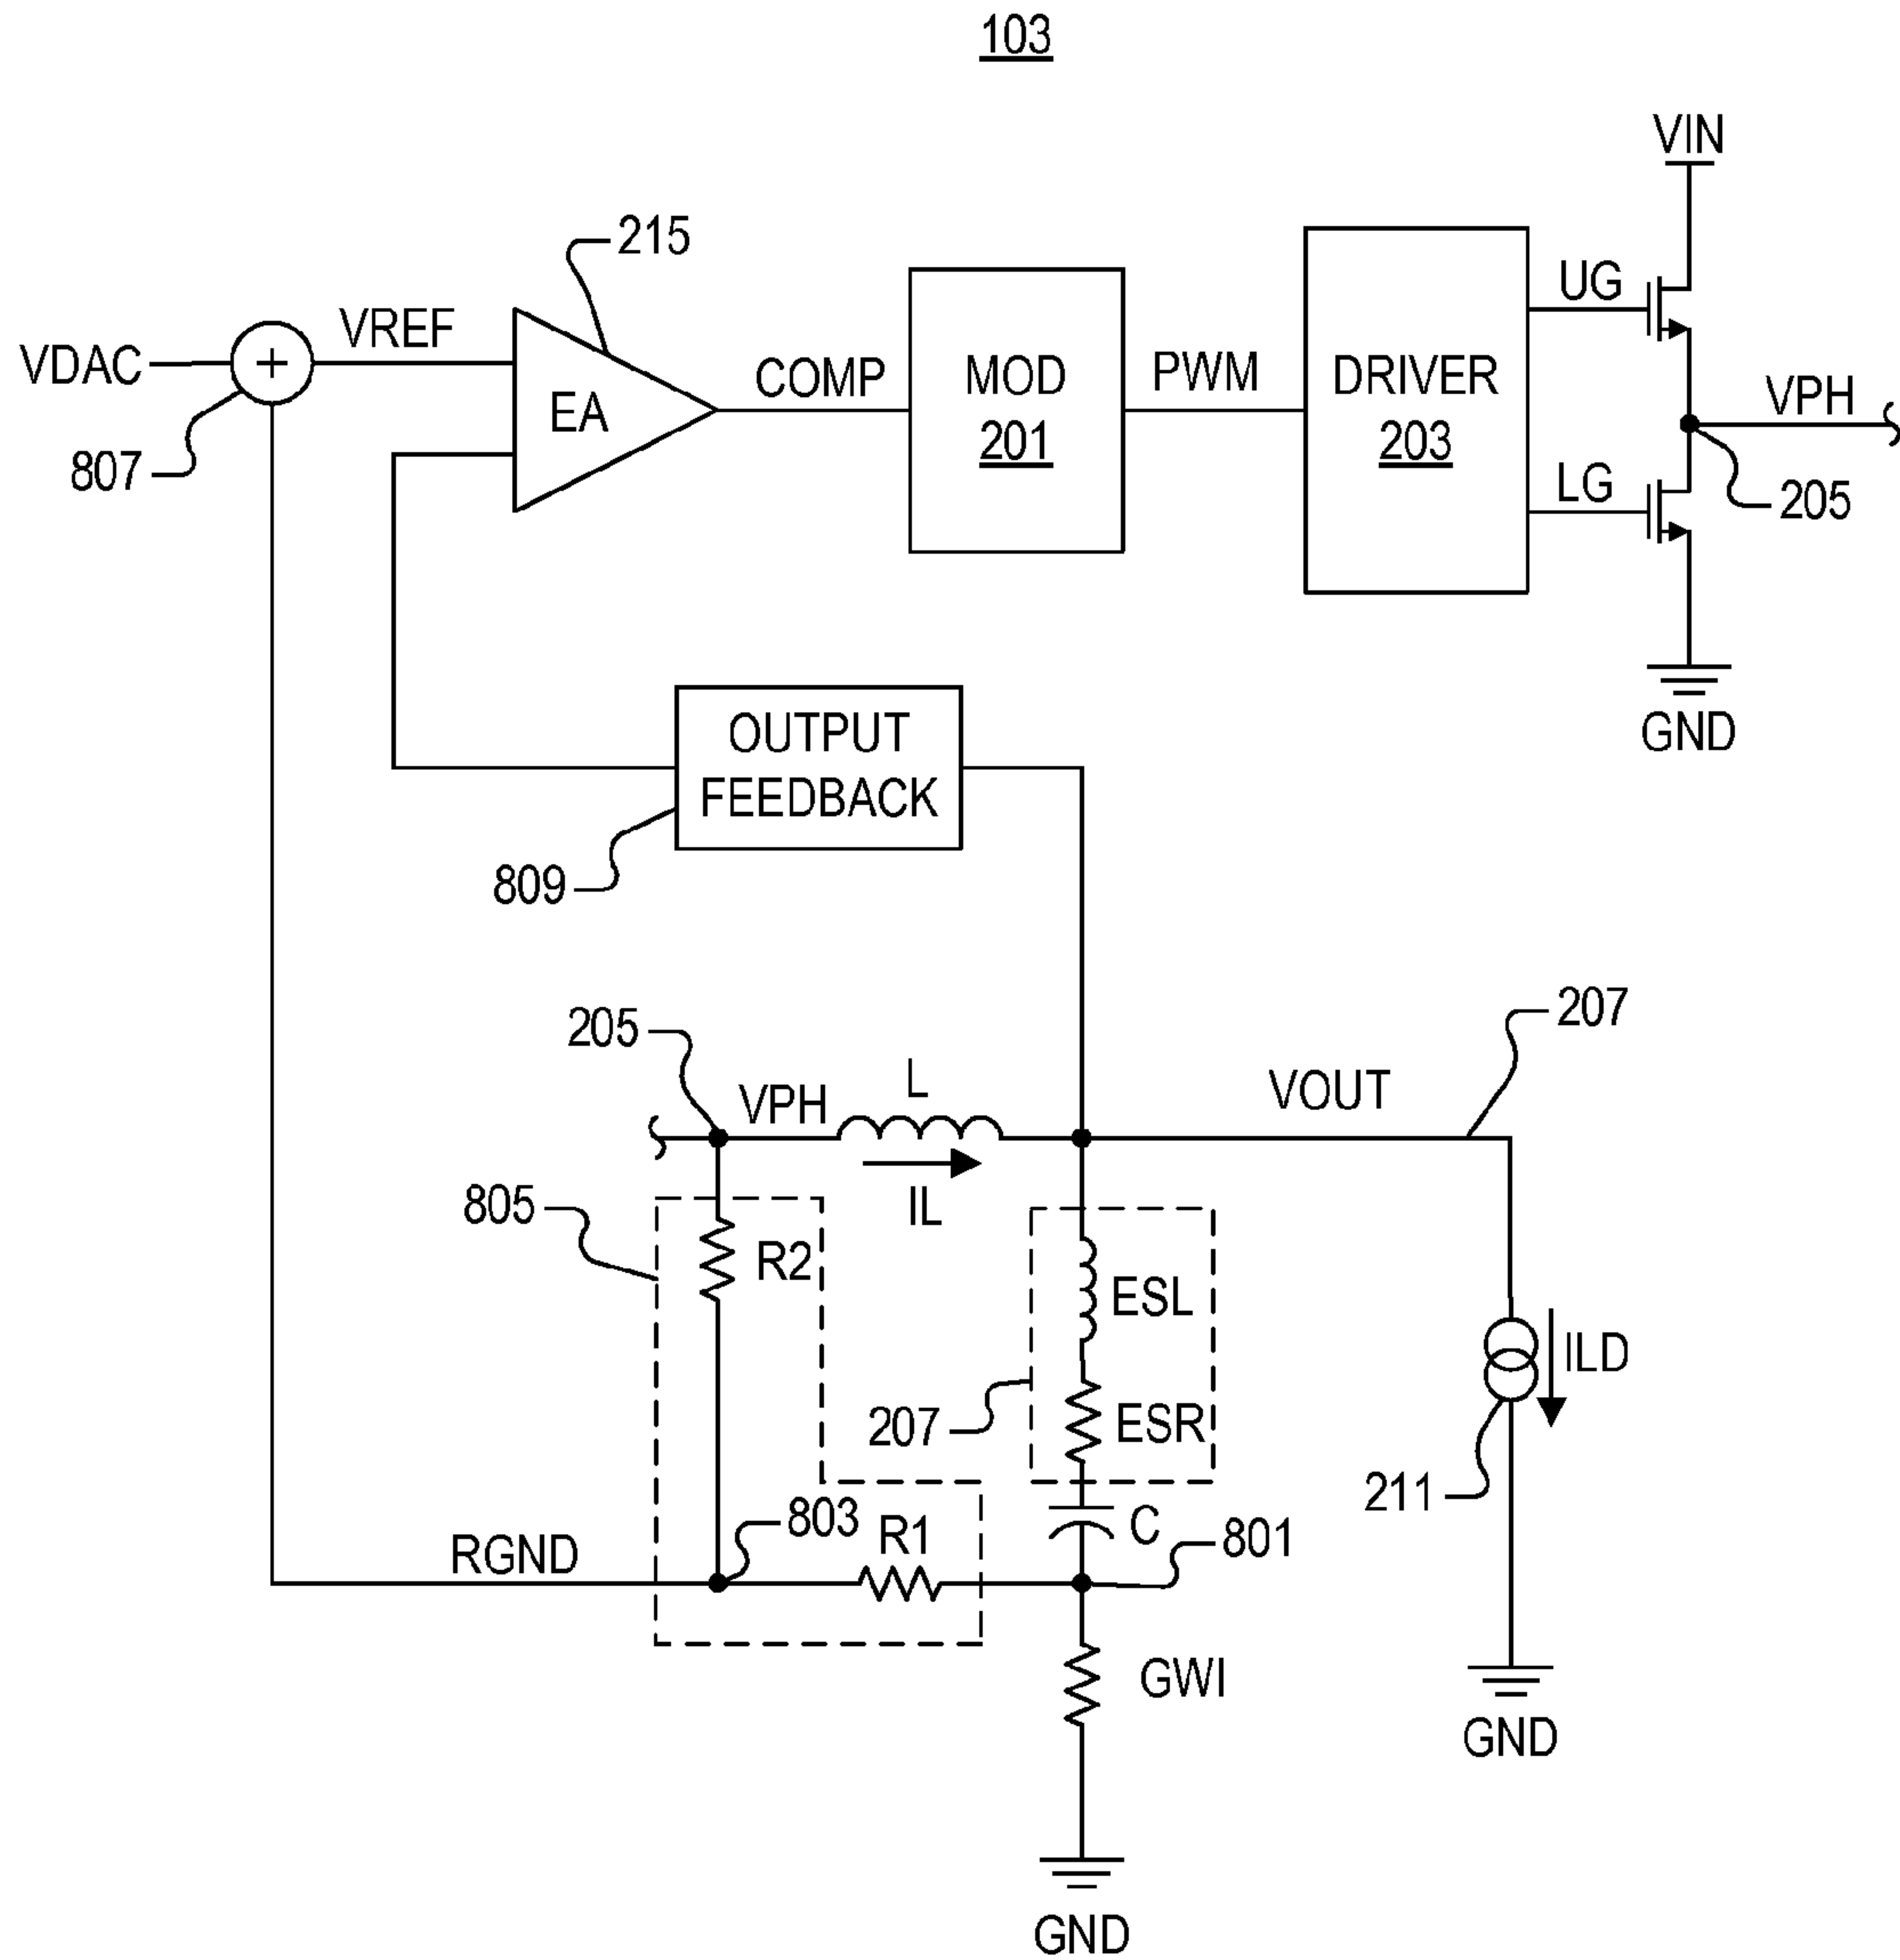 103
VIN
215
UG
VREF
VDAC
+
COMP
MOD
201
PWM
DRIVER
203
VPH
EA
807
LG
205
GND
OUTPUT
FEEDBACK
809
205
207
VPH
L
VOUT
805
IL
R2
ESL
ILD
207
ESR
211
803
R1
C
801
RGND
GWI
GND
GND